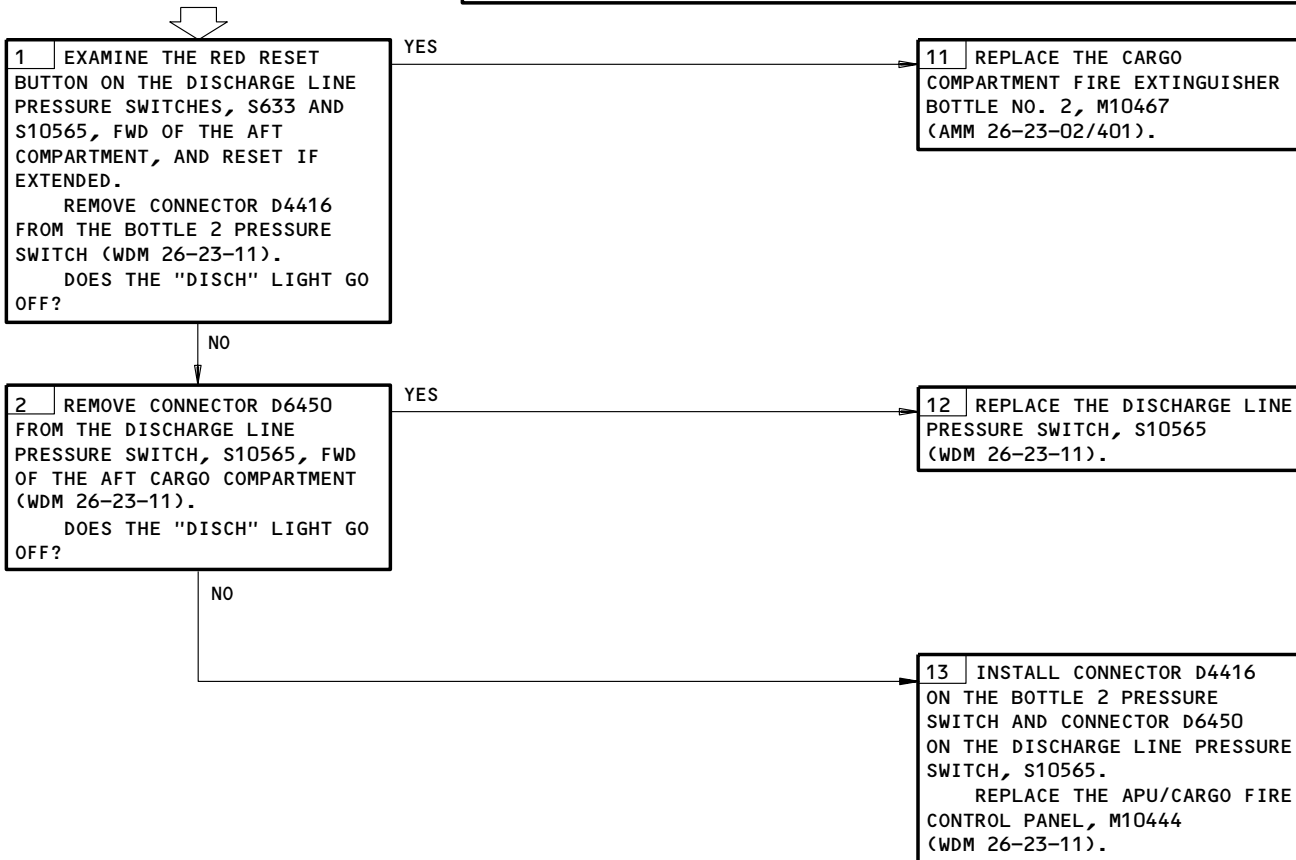 1 EXAMINE THE RED RESET
BUTTON ON THE DISCHARGE LINE
PRESSURE SWITCHES, S633 AND
S10565, FWD OF THE AFT
COMPARTMENT, AND RESET IF
EXTENDED.
REMOVE CONNECTOR D4416
FROM THE BOTTLE 2 PRESSURE
SWITCH (WDM 26-23-11).
DOES THE "DISCH" LIGHT GO
OFF?
YES
11 REPLACE THE CARGO
COMPARTMENT FIRE EXTINGUISHER
BOTTLE NO. 2, M10467
(AMM 26-23-02/401).
NO
2 REMOVE CONNECTOR D6450
FROM THE DISCHARGE LINE
PRESSURE SWITCH, S10565, FWD
OF THE AFT CARGO COMPARTMENT
(WDM 26-23-11).
DOES THE "DISCH" LIGHT GO
OFF?
YES
12 REPLACE THE DISCHARGE LINE
PRESSURE SWITCH, S10565
(WDM 26-23-11).
NO
13 INSTALL CONNECTOR D4416
ON THE BOTTLE 2 PRESSURE
SWITCH AND CONNECTOR D6450
ON THE DISCHARGE LINE PRESSURE
SWITCH, S10565.
REPLACE THE APU/CARGO FIRE
CONTROL PANEL, M10444
(WDM 26-23-11).